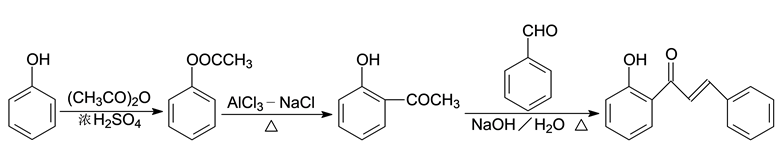 OH
(CH3CO)2O
浓H2SO4
OOCCH3
AlCl3－NaCl
△
OH
COCH3
CHO
NaOH／H2O △
OH
O